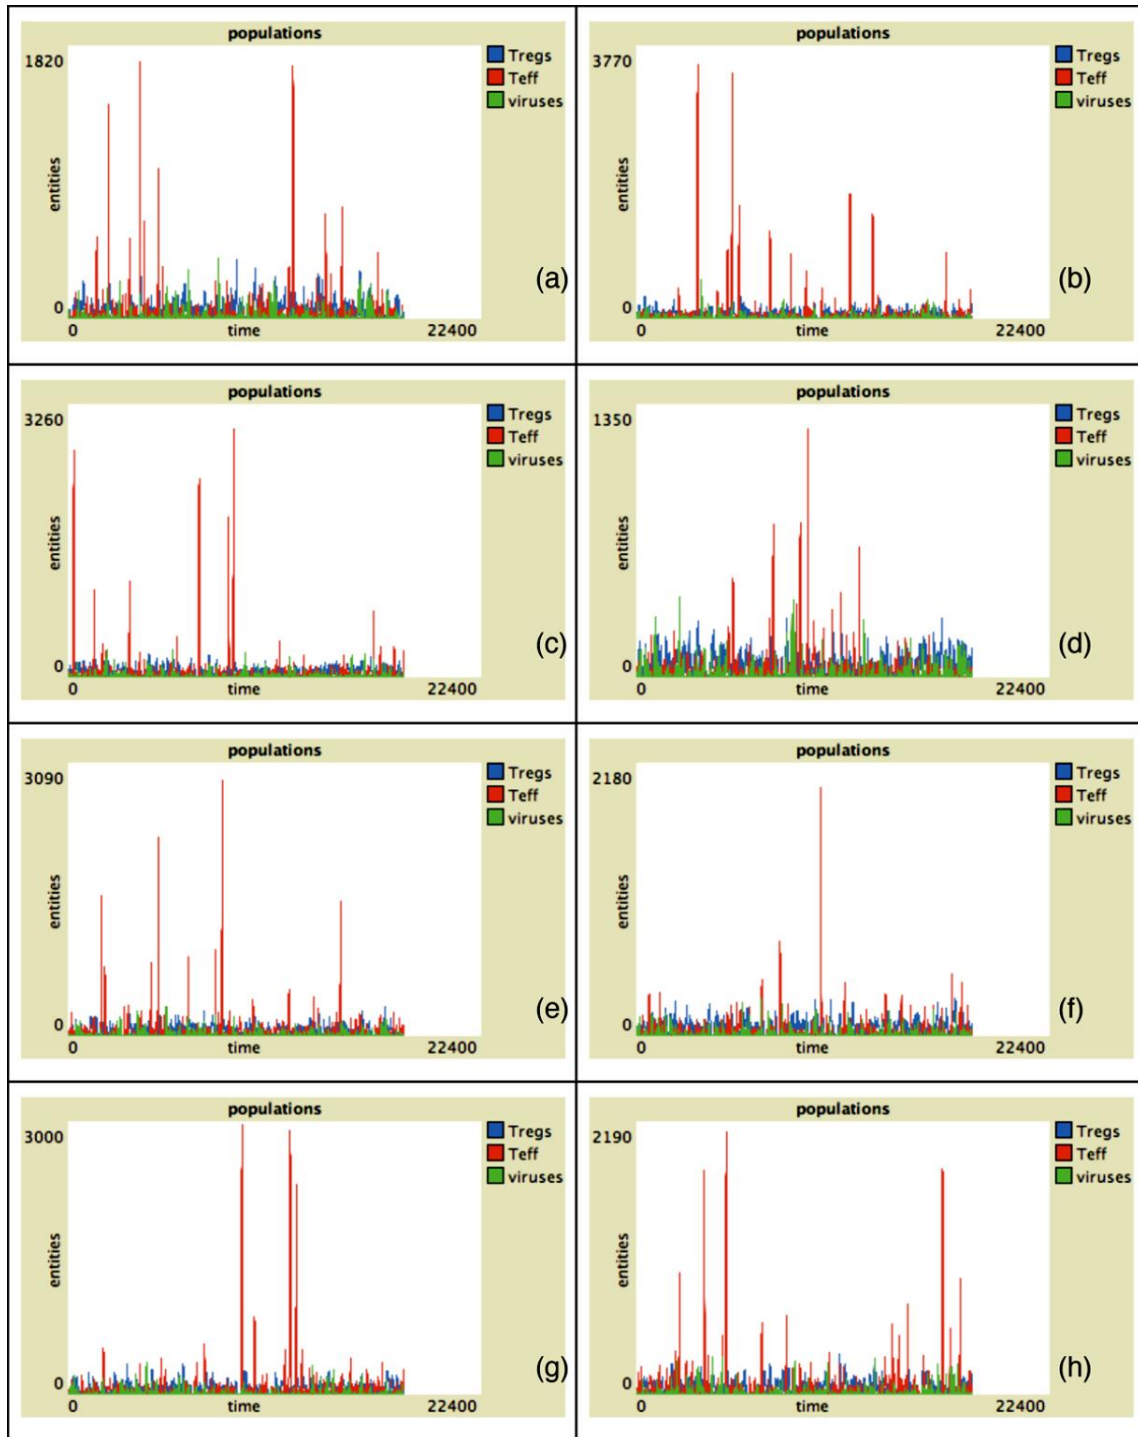 populations
1820
entities
0
0
time
22400
Tregs
Teff
viruses
(a)
populations
3770
entities
0
0
time
22400
Tregs
Teff
viruses
(b)
populations
3260
entities
0
0
time
22400
Tregs
Teff
viruses
(c)
populations
1350
entities
0
0
time
22400
Tregs
Teff
viruses
(d)
populations
3090
entities
0
0
time
22400
Tregs
Teff
viruses
(e)
populations
2180
entities
0
0
time
22400
Tregs
Teff
viruses
(f)
populations
3000
entities
0
0
time
22400
Tregs
Teff
viruses
(g)
populations
2190
entities
0
0
time
22400
Tregs
Teff
viruses
(h)